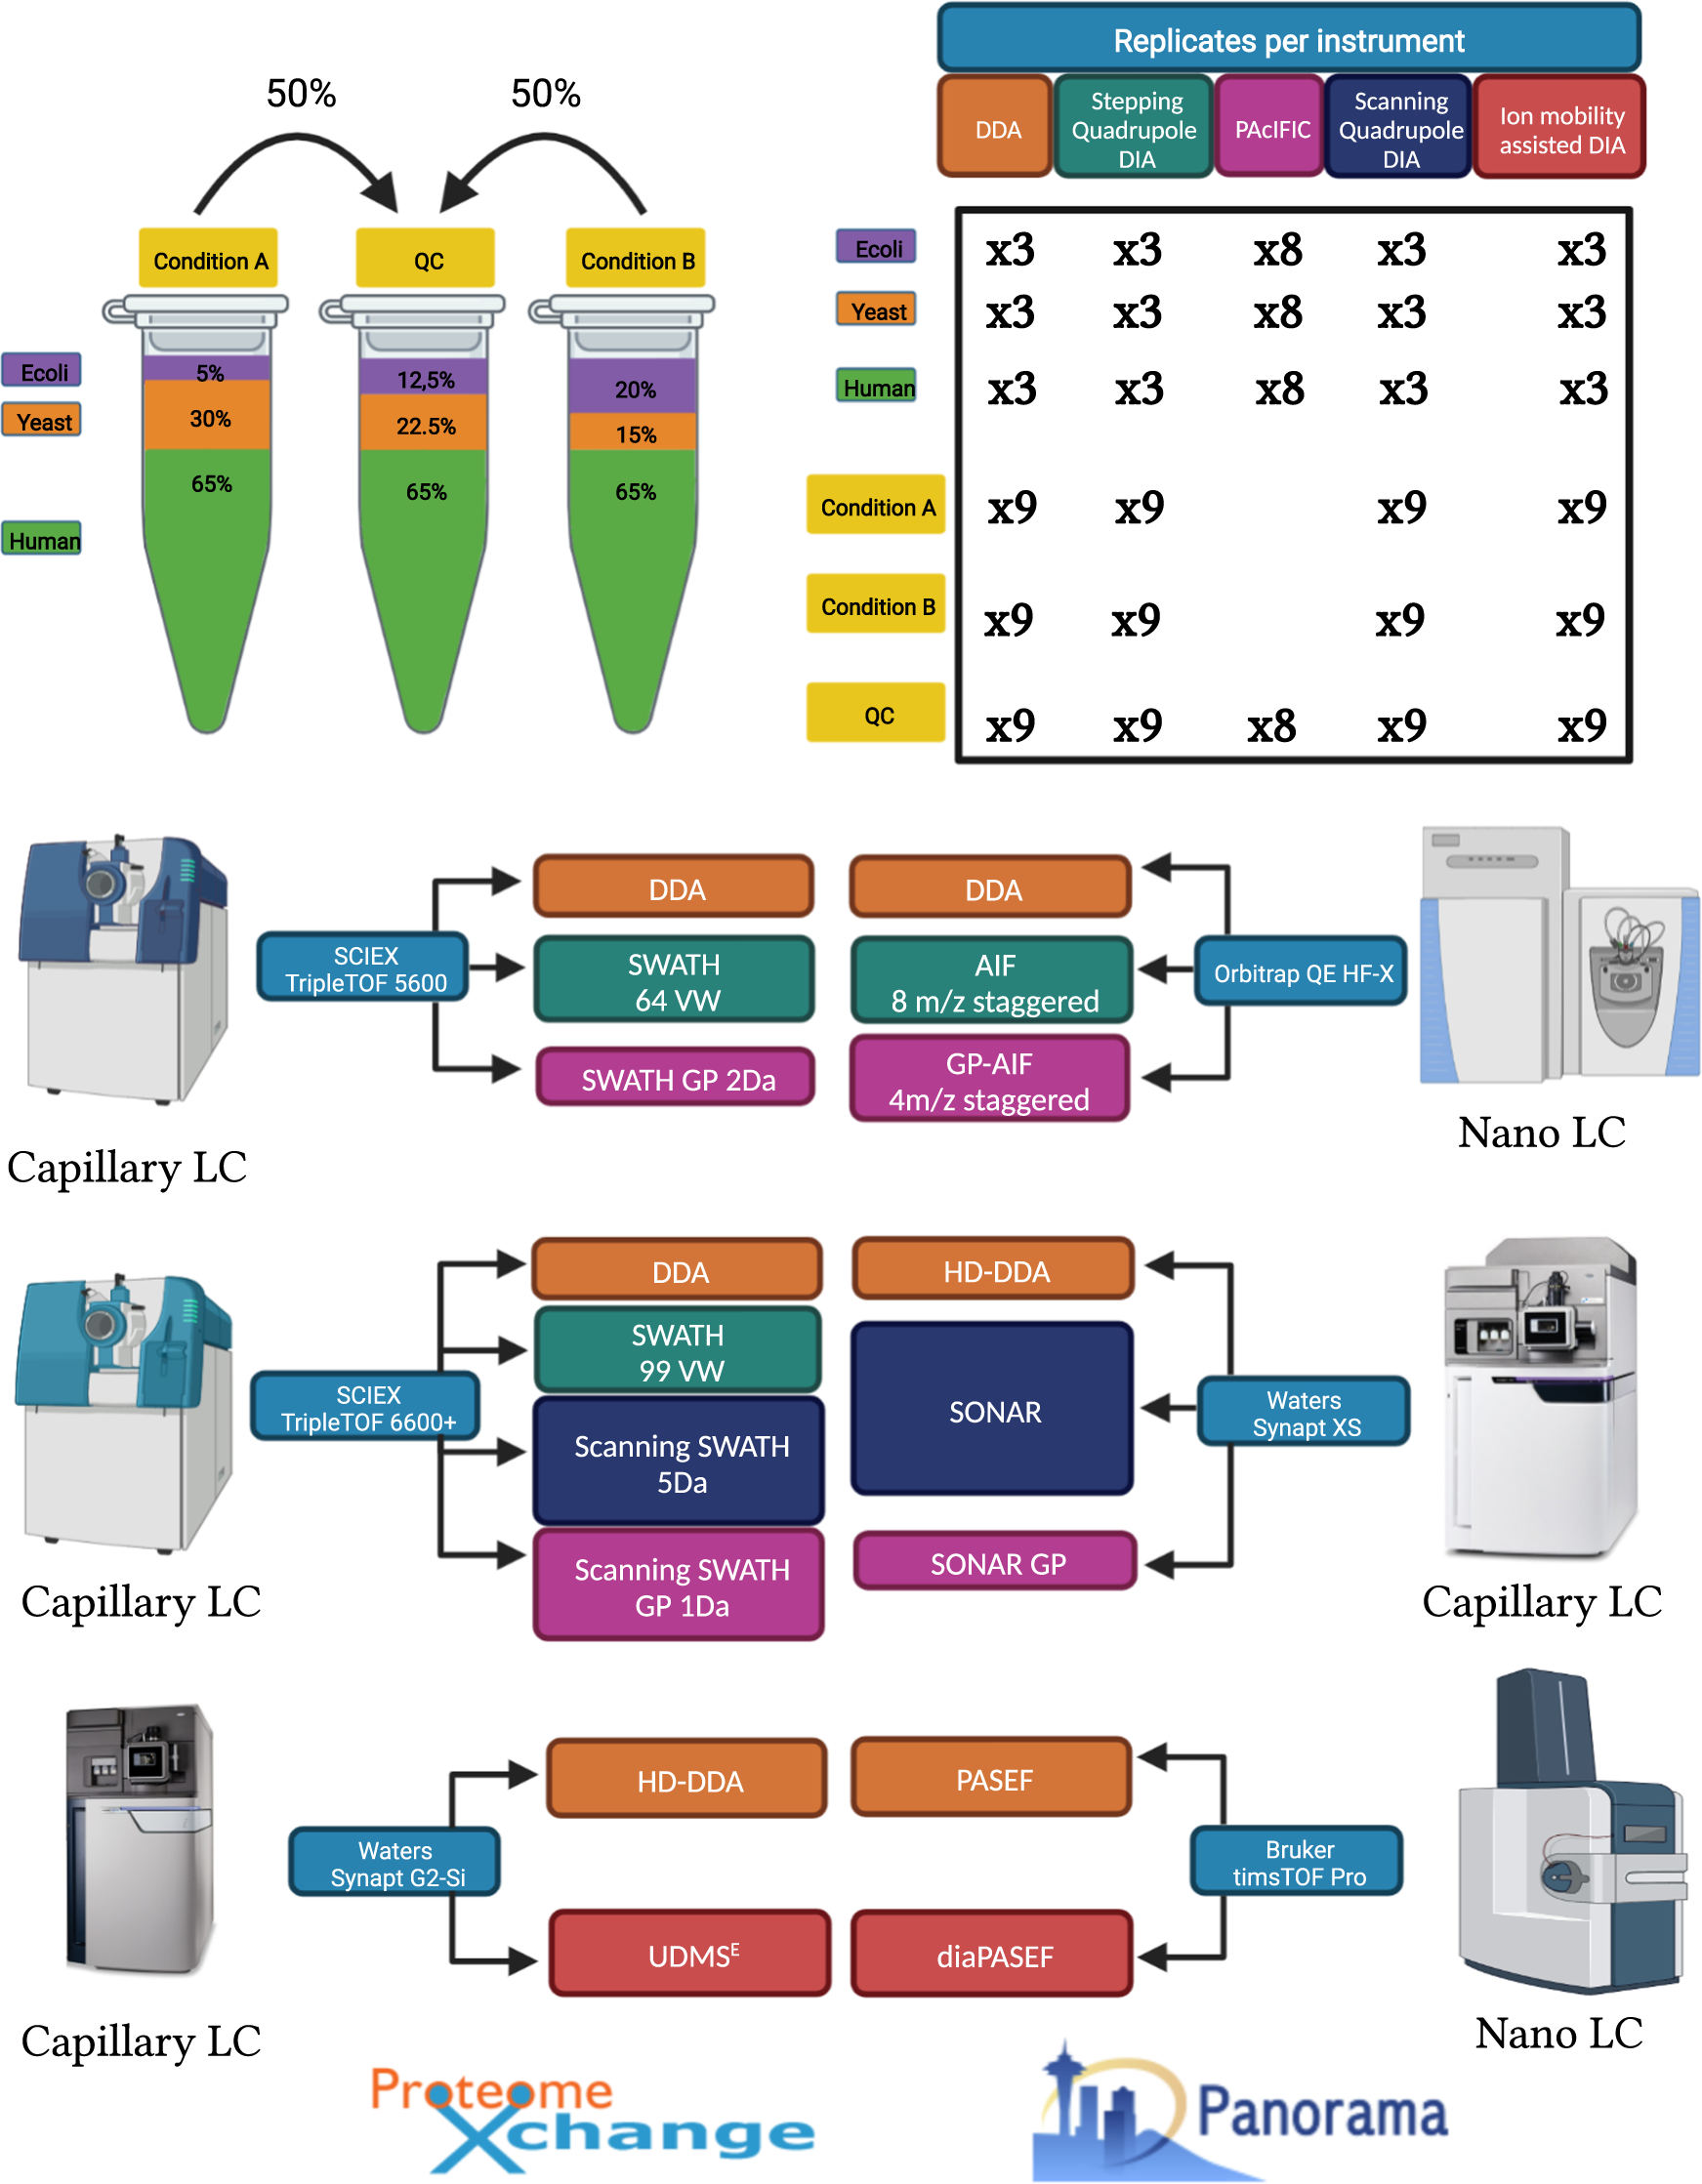 50%
50%
Condition A
QC
Condition B
Ecoli
Yeast
Human
5%
30%
65%
12,5%
22.5%
65%
20%
15%
65%
Replicates per instrument
DDA
Stepping
Quadrupole
DIA
PAcIFIC
Scanning
Quadrupole
DIA
Ion mobility
assisted DIA
Ecoli x3 x3 x8 x3 x3
Yeast x3 x3 x8 x3 x3
Human x3 x3 x8 x3 x3
Condition A x9 x9 x9 x9
Condition B x9 x9 x9 x9
QC x9 x9 x8 x9 x9
SCIEX
TripleTOF 5600
DDA
SWATH
64 VW
SWATH GP 2Da
Capillary LC
DDA
AIF
8 m/z staggered
GP-AIF
4m/z staggered
Orbitrap QE HF-X
Nano LC
SCIEX
TripleTOF 6600+
DDA
SWATH
99 VW
Scanning SWATH
5Da
Scanning SWATH
GP 1Da
Capillary LC
HD-DDA
SONAR
SONAR GP
Waters
Synapt XS
Capillary LC
Waters
Synapt G2-Si
HD-DDA
UDMSᴱ
Capillary LC
PASEF
diaPASEF
Bruker
timsTOF Pro
Nano LC
Proteome
Xchange
Panorama